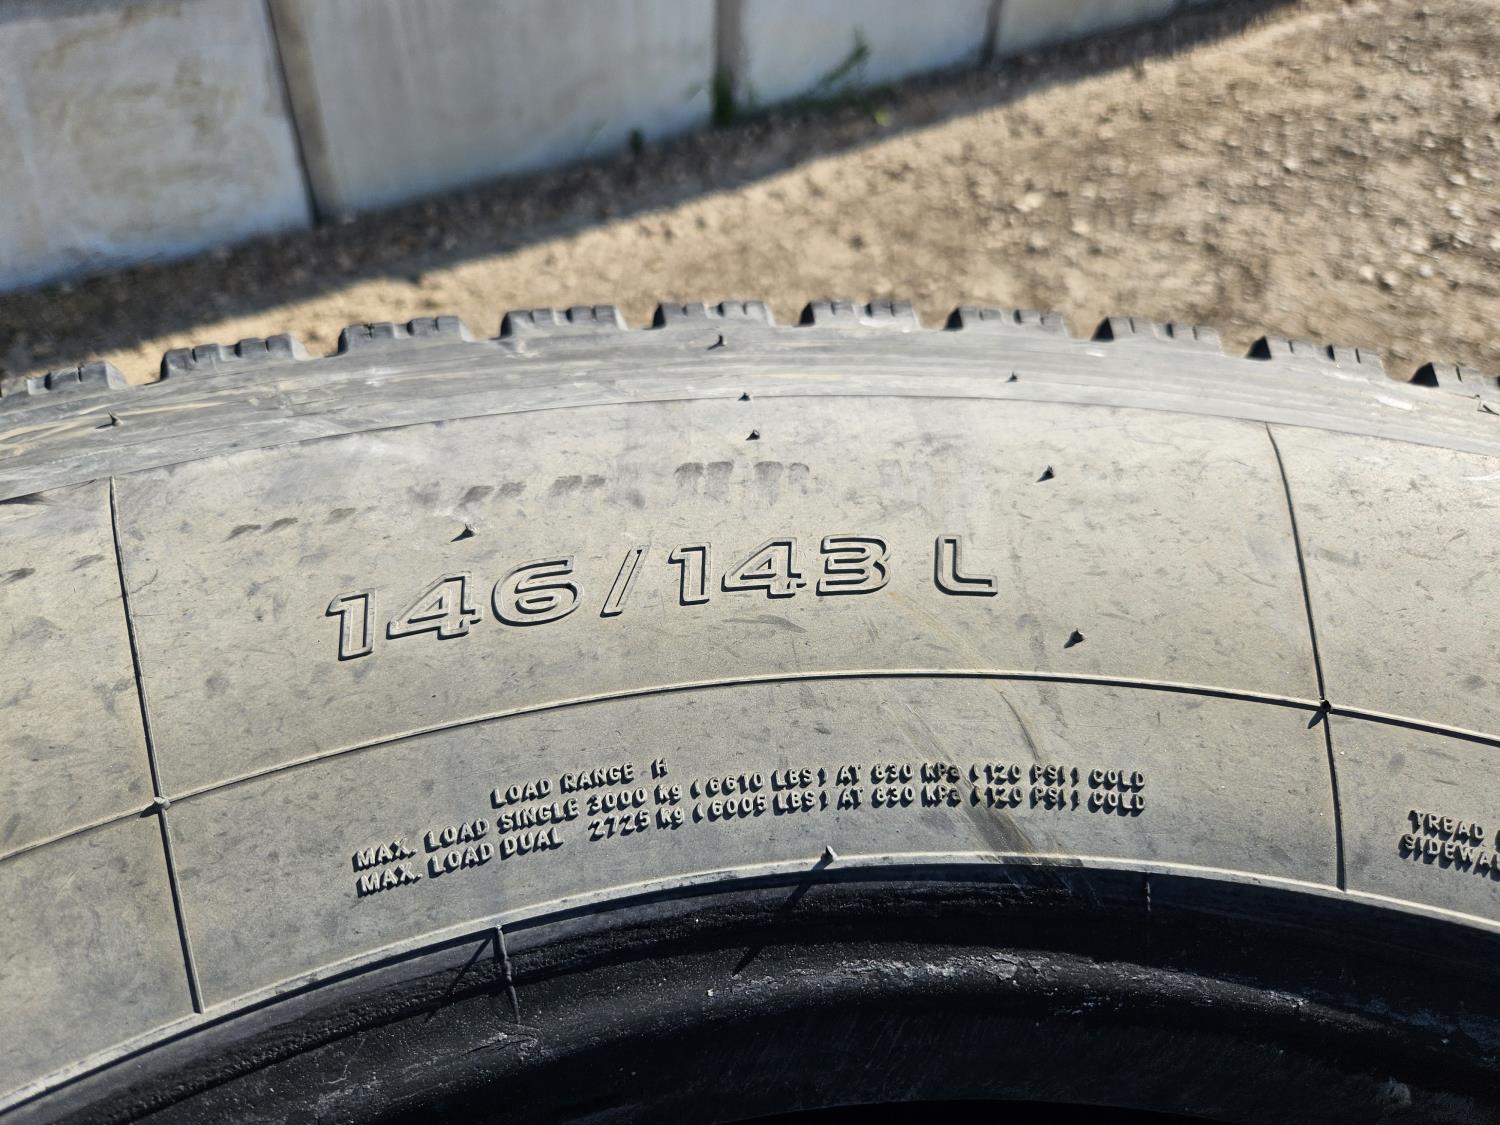 146/143 L
LOAD RANGE H
MAX. LOAD SINGLE 3000 kg (6610 LBS) AT 830 KPa (120 PSI) COLD
MAX. LOAD DUAL 2725 kg (6005 LBS) AT 830 KPa (120 PSI) COLD
TREAD